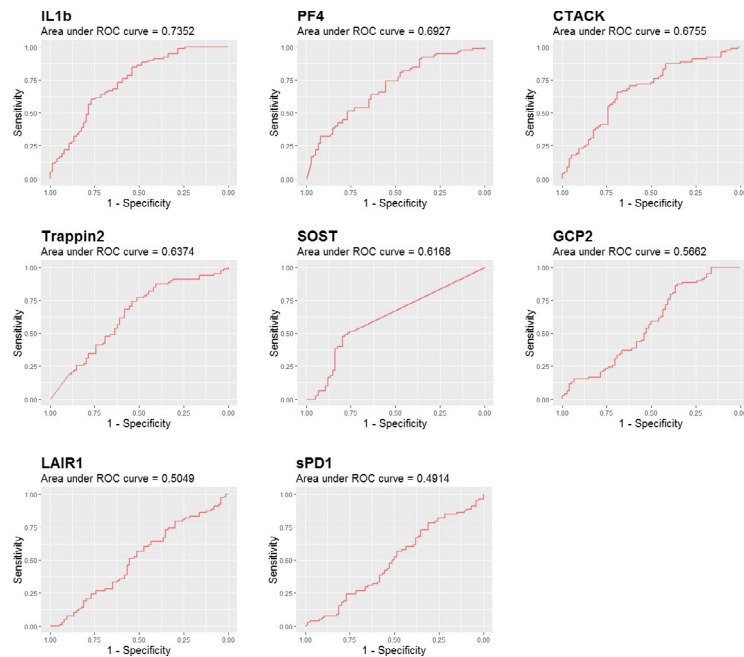 IL1b
Area under ROC curve = 0.7352
1.00
0.75
0.50
0.25
0.00
Sensitivity
1.00 0.75 0.50 0.25 0.00
1 - Specificity
PF4
Area under ROC curve = 0.6927
1.00
0.75
0.50
0.25
0.00
Sensitivity
1.00 0.75 0.50 0.25 0.00
1 - Specificity
CTACK
Area under ROC curve = 0.6755
1.00
0.75
0.50
0.25
0.00
Sensitivity
1.00 0.75 0.50 0.25 0.00
1 - Specificity
Trappin2
Area under ROC curve = 0.6374
1.00
0.75
0.50
0.25
0.00
Sensitivity
1.00 0.75 0.50 0.25 0.00
1 - Specificity
SOST
Area under ROC curve = 0.6168
1.00
0.75
0.50
0.25
0.00
Sensitivity
1.00 0.75 0.50 0.25 0.00
1 - Specificity
GCP2
Area under ROC curve = 0.5662
1.00
0.75
0.50
0.25
0.00
Sensitivity
1.00 0.75 0.50 0.25 0.00
1 - Specificity
LAIR1
Area under ROC curve = 0.5049
1.00
0.75
0.50
0.25
0.00
Sensitivity
1.00 0.75 0.50 0.25 0.00
1 - Specificity
sPD1
Area under ROC curve = 0.4914
1.00
0.75
0.50
0.25
0.00
Sensitivity
1.00 0.75 0.50 0.25 0.00
1 - Specificity